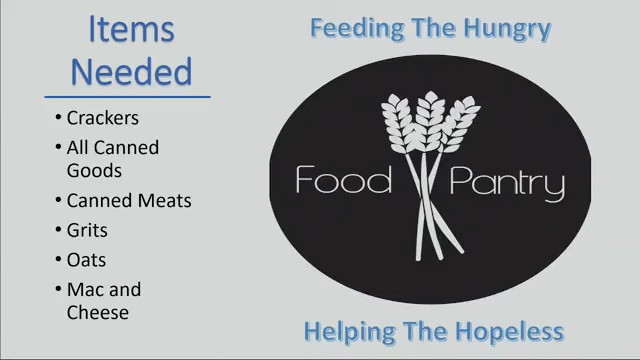 Items
Needed
• Crackers
• All Canned
Goods
• Canned Meats
• Grits
• Oats
• Mac and
Cheese
Feeding The Hungry
Food Pantry
Helping The Hopeless